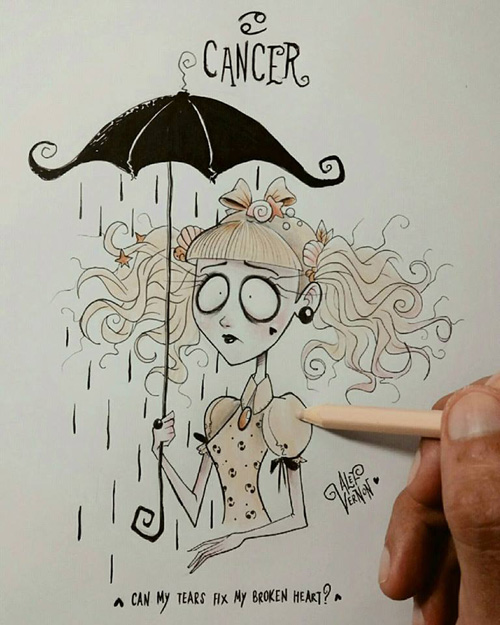 ♋
CANCER
ALEX
VERNON
CAN MY TEARS FIX MY BROKEN HEART?